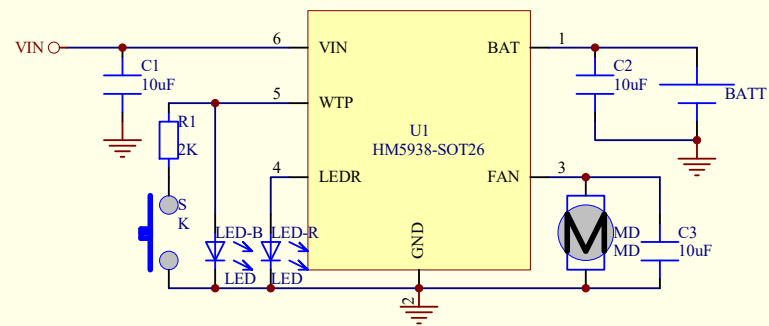 VIN
6
VIN
BAT
1
C1
10uF
C2
10uF
BATT
5
WTP
R1
2K
U1
HM5938-SOT26
4
LEDR
FAN
3
S
K
LED-B
LED
LED-R
LED
GND
2
M
MD
MD
C3
10uF